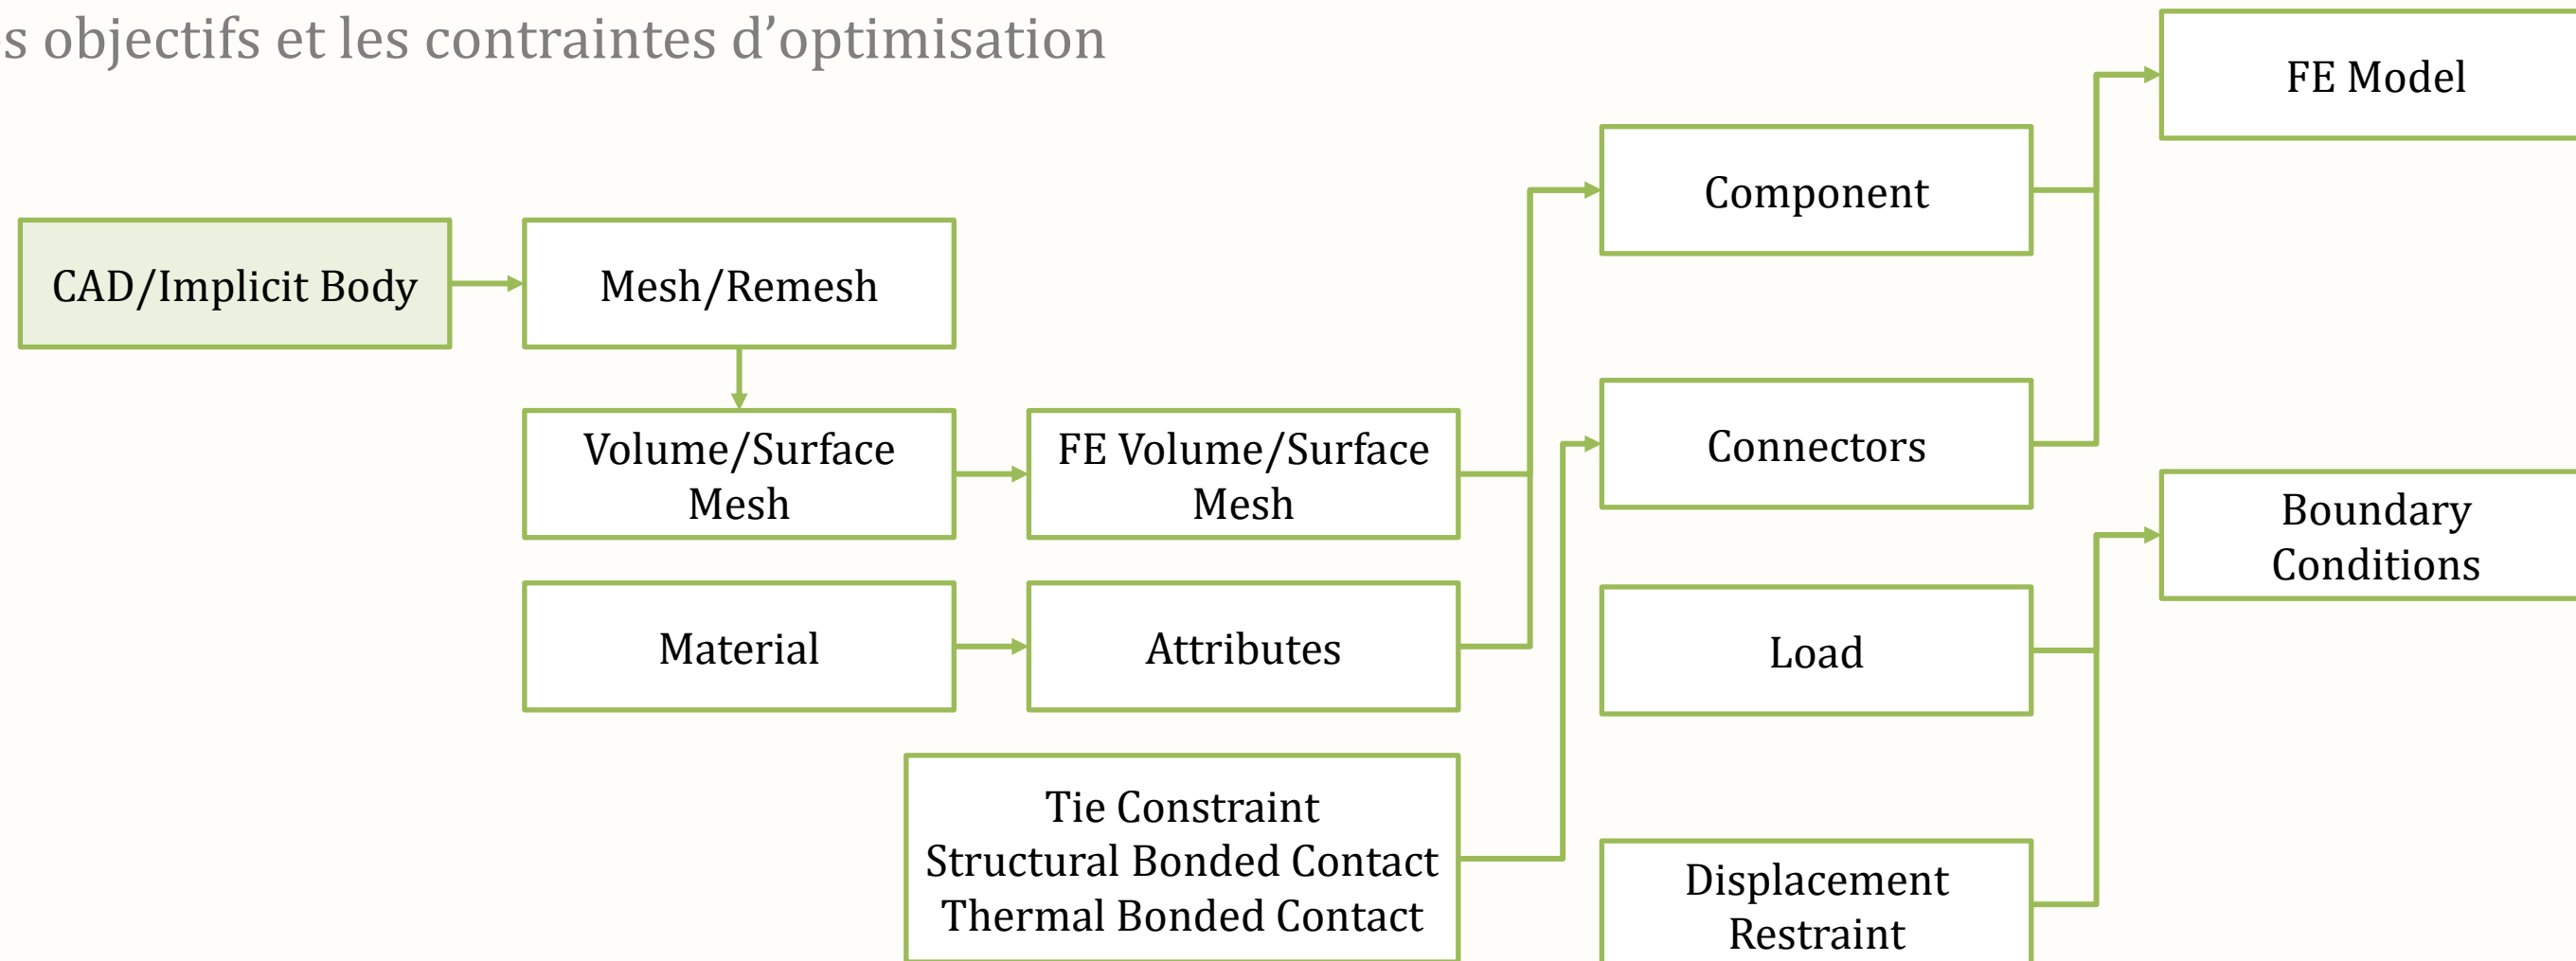 s objectifs et les contraintes d’optimisation
FE Model
Component
CAD/Implicit Body
Mesh/Remesh
Volume/Surface
Mesh
FE Volume/Surface
Mesh
Connectors
Boundary
Conditions
Material
Attributes
Load
Tie Constraint
Structural Bonded Contact
Thermal Bonded Contact
Displacement
Restraint